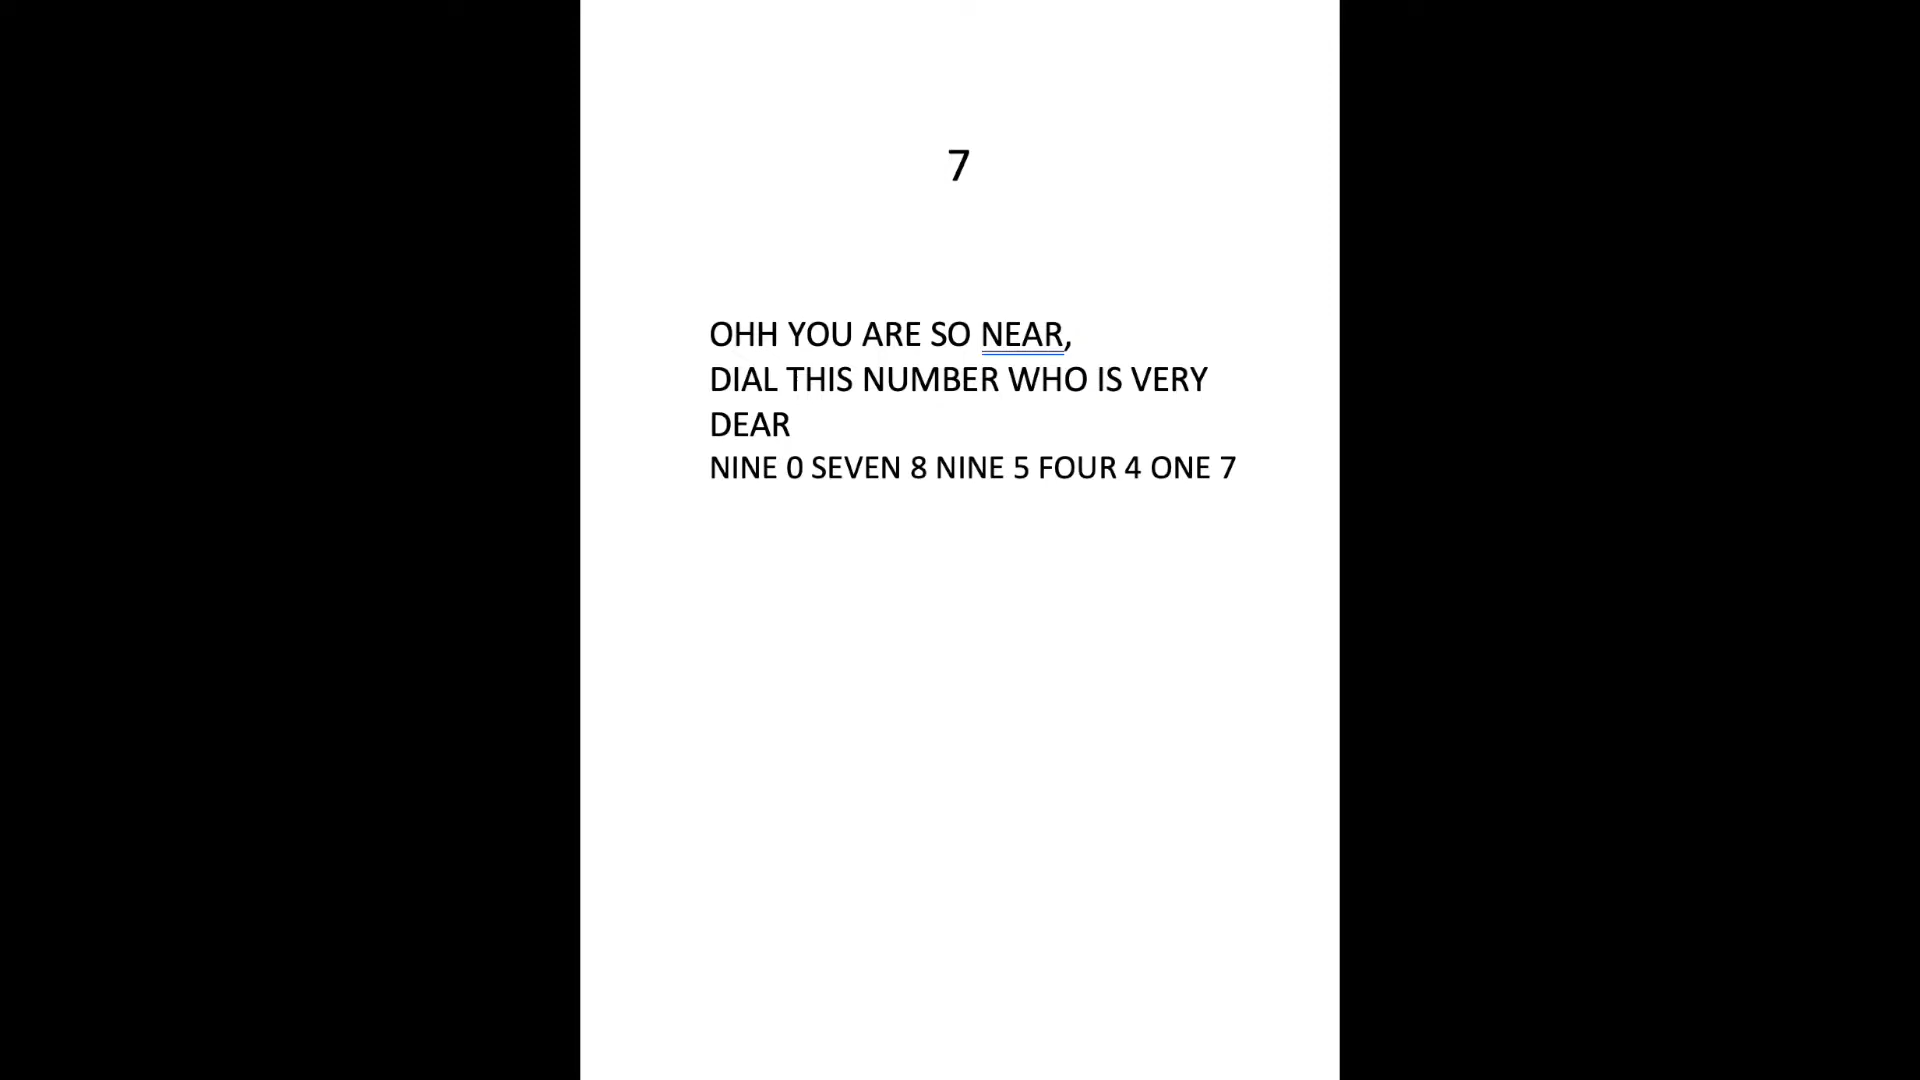 7
OHH YOU ARE SO NEAR,
DIAL THIS NUMBER WHO IS VERY
DEAR
NINE 0 SEVEN 8 NINE 5 FOUR 4 ONE 7